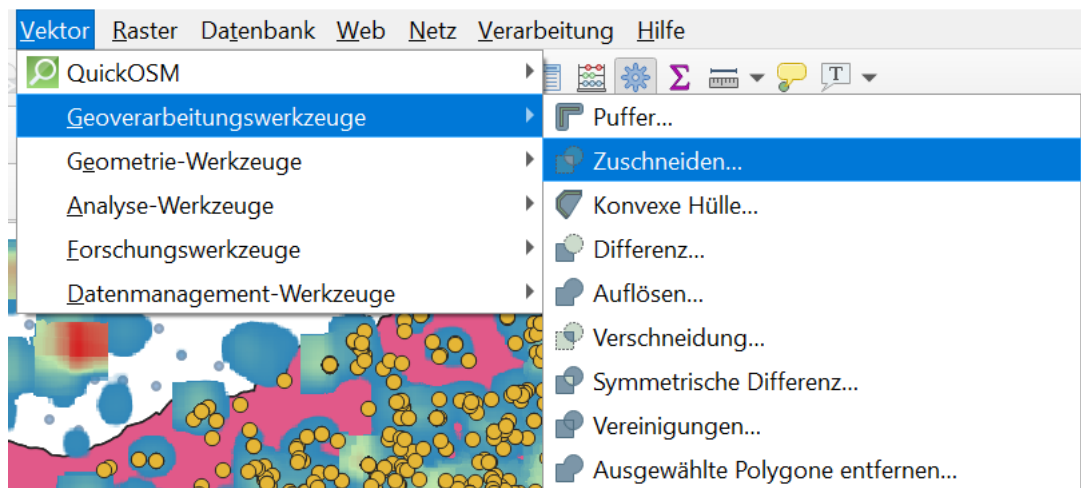 Vektor Raster Datenbank Web Netz Verarbeitung Hilfe
QuickOSM
Geoverarbeitungswerkzeuge
Geometrie-Werkzeuge
Analyse-Werkzeuge
Forschungswerkzeuge
Datenmanagement-Werkzeuge
Σ T
Puffer...
Zuschneiden...
Konvexe Hülle...
Differenz...
Auflösen...
Verschneidung...
Symmetrische Differenz...
Vereinigungen...
Ausgewählte Polygone entfernen...